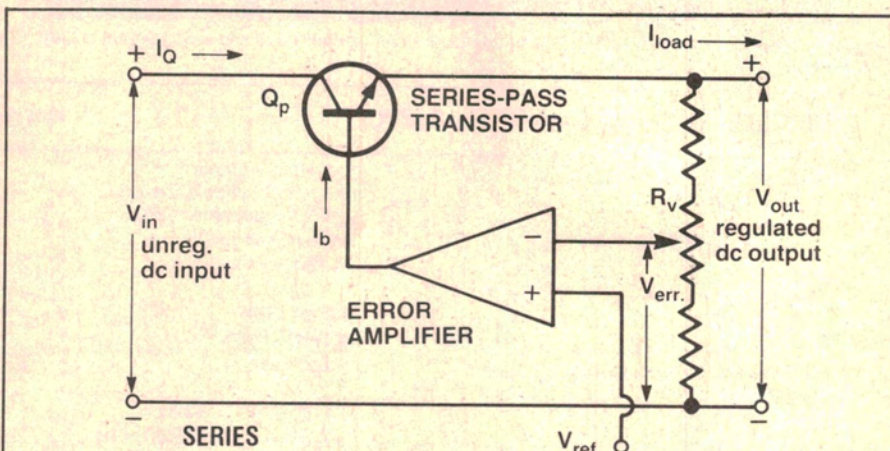 + I_Q
I_load
+
Q_p
SERIES-PASS
TRANSISTOR
V_in
unreg.
dc input
I_b
R_v
V_out
regulated
dc output
−
V_err.
+
ERROR
AMPLIFIER
−
−
SERIES
V_ref